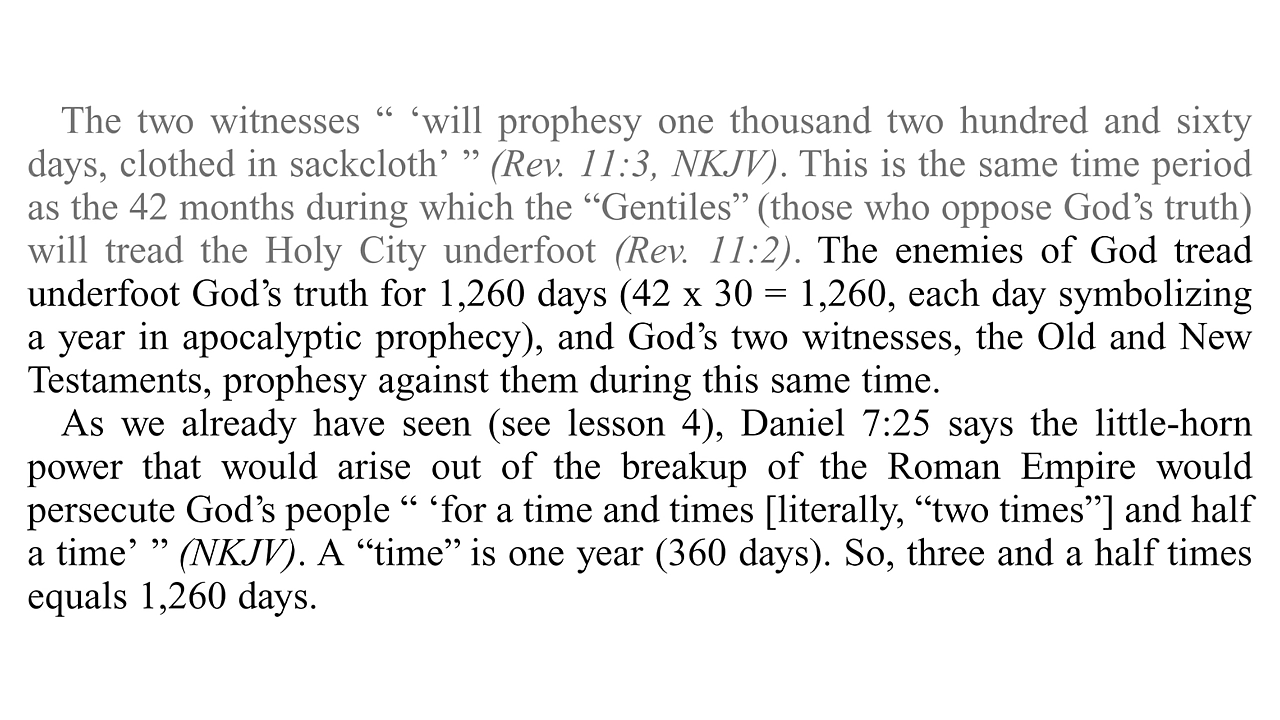 The two witnesses “ ‘will prophesy one thousand two hundred and sixty
days, clothed in sackcloth’ ” (Rev. 11:3, NKJV). This is the same time period
as the 42 months during which the “Gentiles” (those who oppose God’s truth)
will tread the Holy City underfoot (Rev. 11:2). The enemies of God tread
underfoot God’s truth for 1,260 days (42 x 30 = 1,260, each day symbolizing
a year in apocalyptic prophecy), and God’s two witnesses, the Old and New
Testaments, prophesy against them during this same time.
As we already have seen (see lesson 4), Daniel 7:25 says the little-horn
power that would arise out of the breakup of the Roman Empire would
persecute God’s people “ ‘for a time and times [literally, “two times”] and half
a time’ ” (NKJV). A “time” is one year (360 days). So, three and a half times
equals 1,260 days.